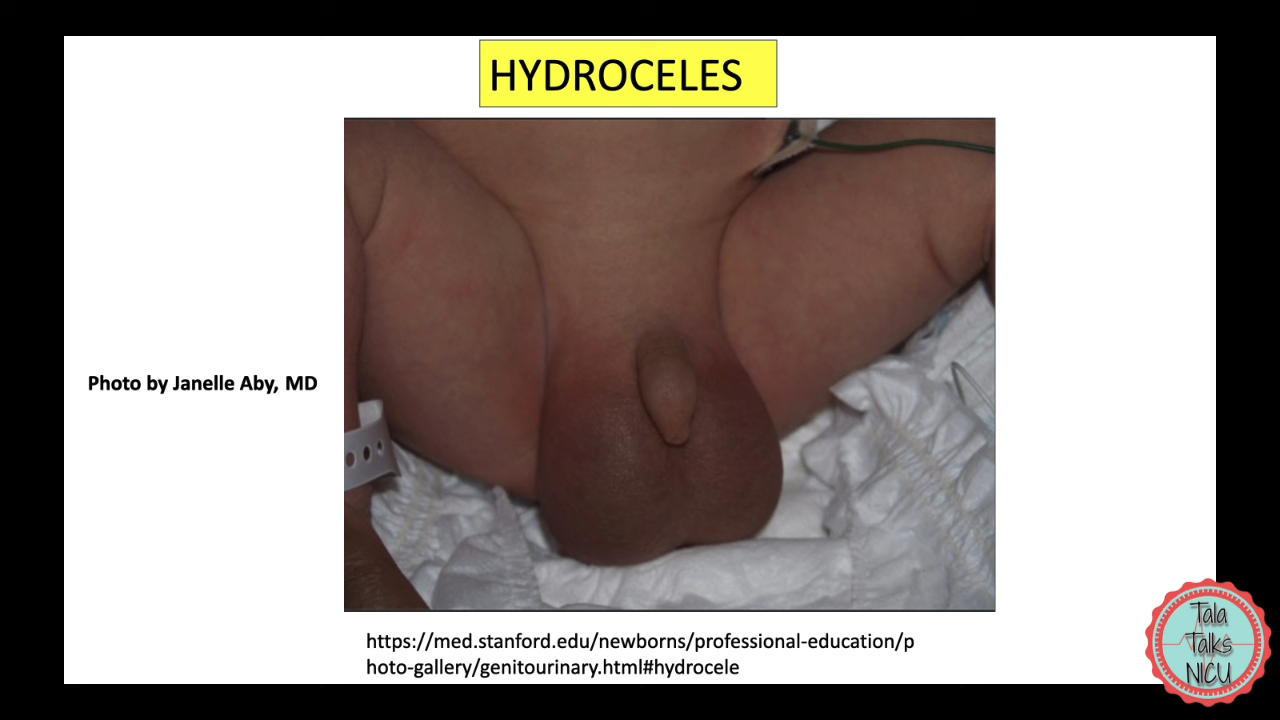 HYDROCELES
Photo by Janelle Aby, MD
https://med.stanford.edu/newborns/professional-education/p
hoto-gallery/genitourinary.html#hydrocele
Tala
Talks
NICU